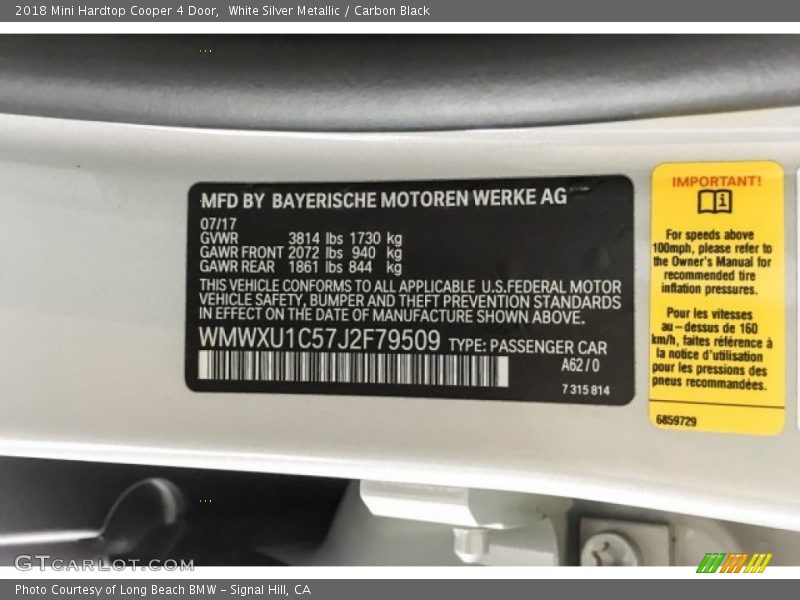 2018 Mini Hardtop Cooper 4 Door,  White Silver Metallic / Carbon Black
MFD BY BAYERISCHE MOTOREN WERKE AG
07/17
GVWR 3814 lbs 1730 kg
GAWR FRONT 2072 lbs 940 kg
GAWR REAR 1861 lbs 844 kg
THIS VEHICLE CONFORMS TO ALL APPLICABLE U.S.FEDERAL MOTOR
VEHICLE SAFETY, BUMPER AND THEFT PREVENTION STANDARDS
IN EFFECT ON THE DATE OF MANUFACTURE SHOWN ABOVE.
WMWXU1C57J2F79509 TYPE: PASSENGER CAR
A62/0
7 315 814
IMPORTANT!
For speeds above
100mph, please refer to
the Owner's Manual for
recommended tire
inflation pressures.
Pour les vitesses
au-dessus de 160
km/h, faites référence à
la notice d'utilisation
pour les pressions des
pneus recommandées.
6859729
GTCARLOT.COM
Photo Courtesy of Long Beach BMW - Signal Hill, CA